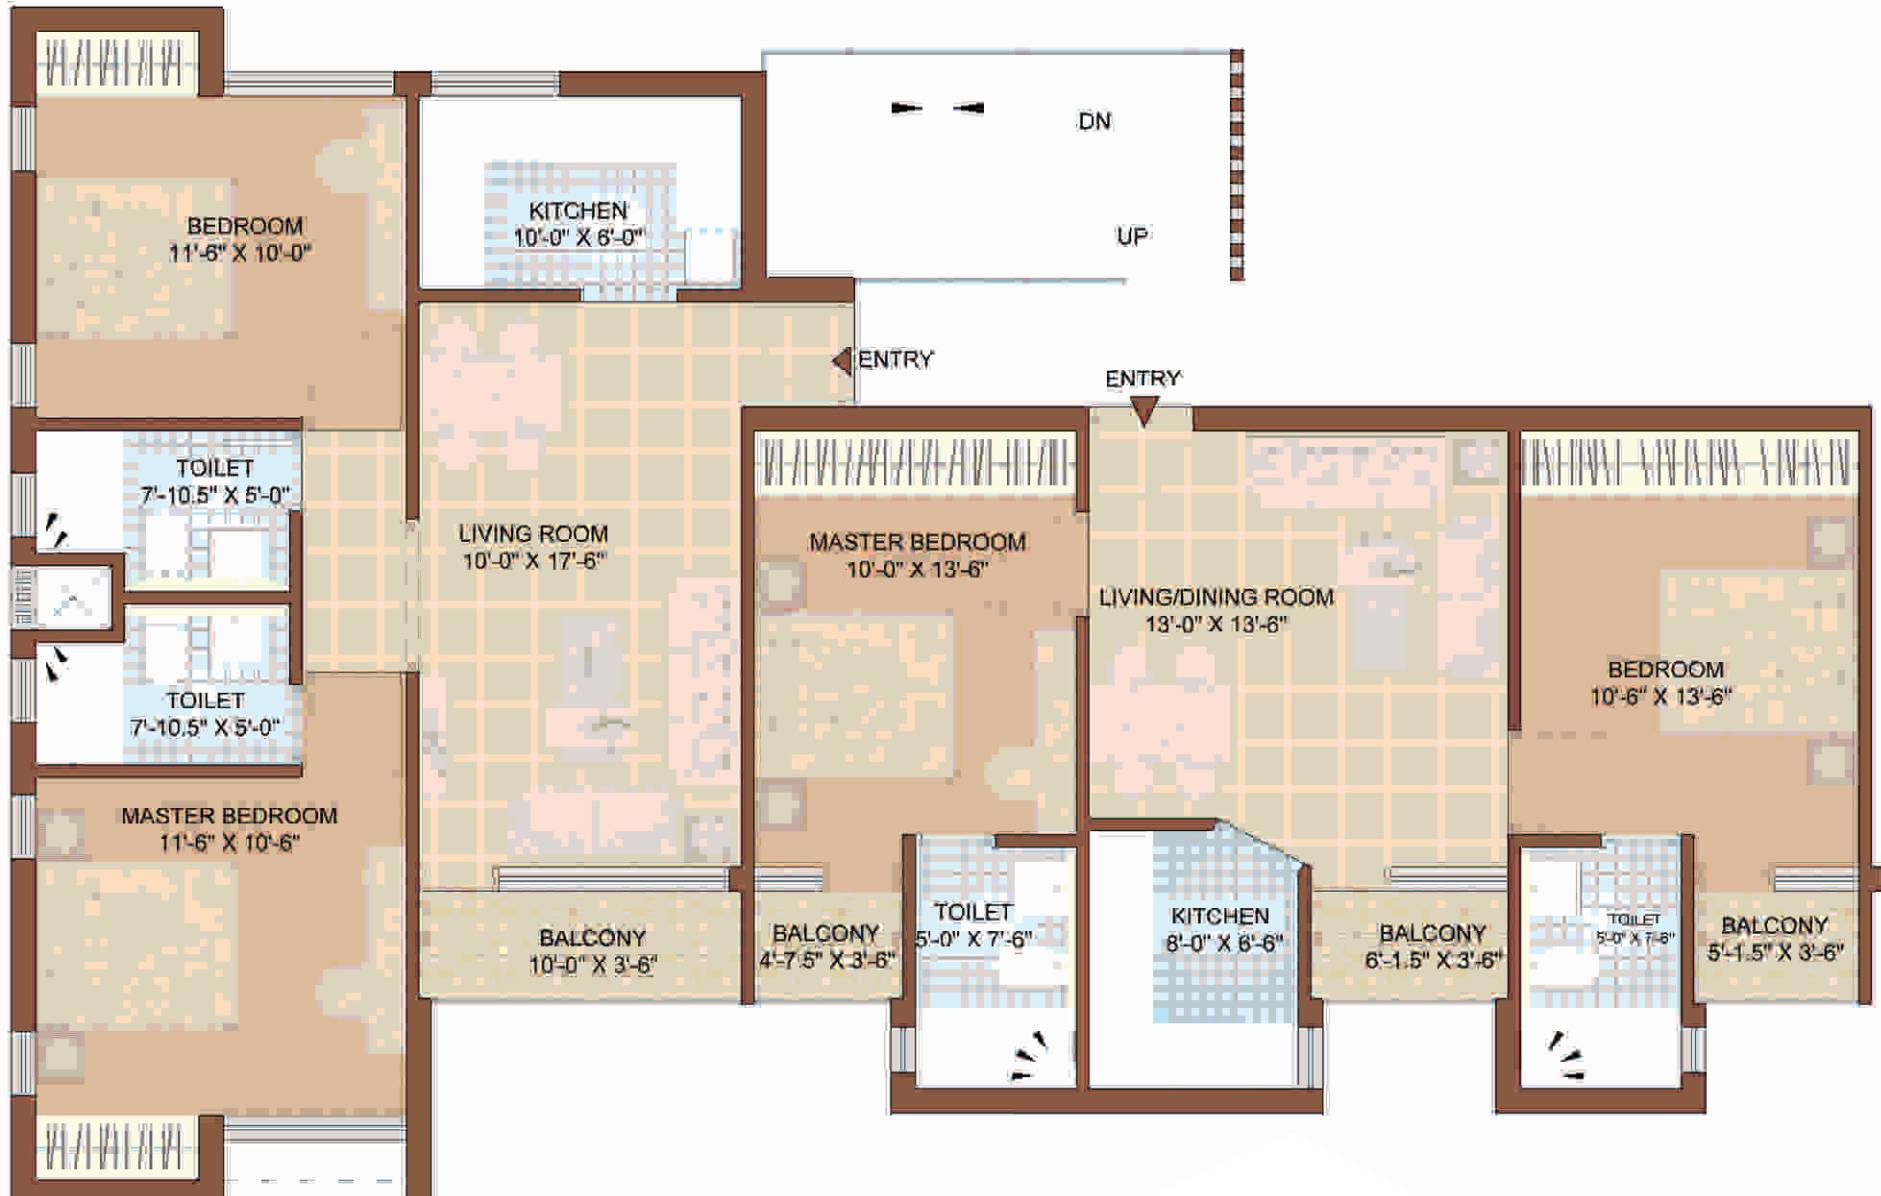 DN
UP
BEDROOM
11'-6" X 10'-0"
KITCHEN
10'-0" X 6'-0"
ENTRY
ENTRY
TOILET
7'-10.5" X 5'-0"
LIVING ROOM
10'-0" X 17'-6"
MASTER BEDROOM
10'-0" X 13'-6"
LIVING/DINING ROOM
13'-0" X 13'-6"
BEDROOM
10'-6" X 13'-6"
TOILET
7'-10.5" X 5'-0"
MASTER BEDROOM
11'-6" X 10'-6"
BALCONY
10'-0" X 3'-6"
BALCONY
4'-7.5" X 3'-6"
TOILET
5'-0" X 7'-6"
KITCHEN
8'-0" X 6'-6"
BALCONY
6'-1.5" X 3'-6"
TOILET
5'-0" X 7'-6"
BALCONY
5'-1.5" X 3'-6"